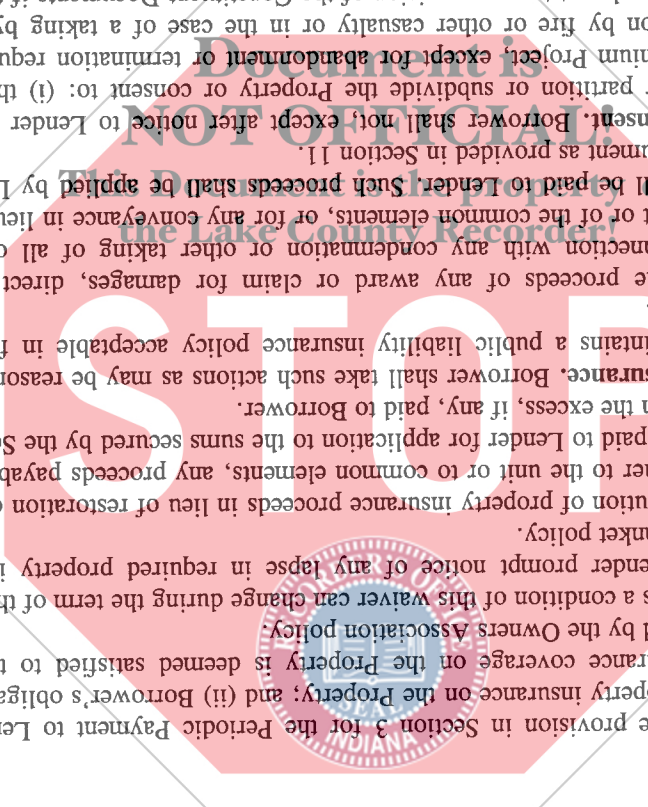 e provision in Section 3 for the Periodic Payment to Len
perty insurance on the Property; and (ii) Borrower's obliga
urance coverage on the Property is deemed satisfied to t
d by the Owners Association policy.
s a condition of this waiver can change during the term of th
ender prompt notice of any lapse in required property i
nket policy.
ution of property insurance proceeds in lieu of restoration
her to the unit or to common elements, any proceeds payab
paid to Lender for application to the sums secured by the Se
h the excess, if any, paid to Borrower.
surance. Borrower shall take such actions as may be reason
intains a public liability insurance policy acceptable in f
e proceeds of any award or claim for damages, direct
nnection with any condemnation or other taking of all
t or of the common elements, or for any conveyance in lieu
ll be paid to Lender. Such proceeds shall be applied by L
ument as provided in Section 11.
nsent. Borrower shall not, except after notice to Lender
partition or subdivide the Property or consent to: (i) th
nium Project, except for abandonment or termination requ
on by fire or other casualty or in the case of a taking by
Document is
NOT OFFICIAL!
This Document is the property
the Lake County Recorder!
STOP
RECORDER OF
SEAL
INDIANA